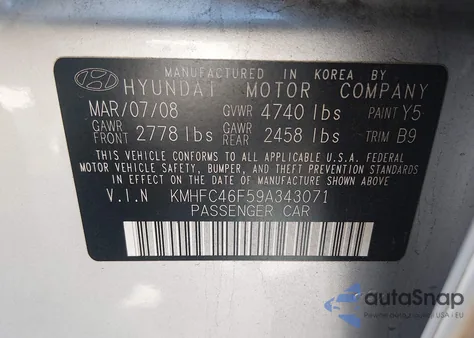 MANUFACTURED IN KOREA BY
HYUNDAI MOTOR COMPANY
MAR/07/08 GVWR 4740 lbs PAINT Y5
GAWR FRONT 2778 lbs GAWR REAR 2458 lbs TRIM B9
THIS VEHICLE CONFORMS TO ALL APPLICABLE U.S.A. FEDERAL
MOTOR VEHICLE SAFETY, BUMPER, AND THEFT PREVENTION STANDARDS
IN EFFECT ON THE DATE OF MANUFACTURE SHOWN ABOVE.
V.I.N KMHFC46F59A343071
PASSENGER CAR
autoSnap